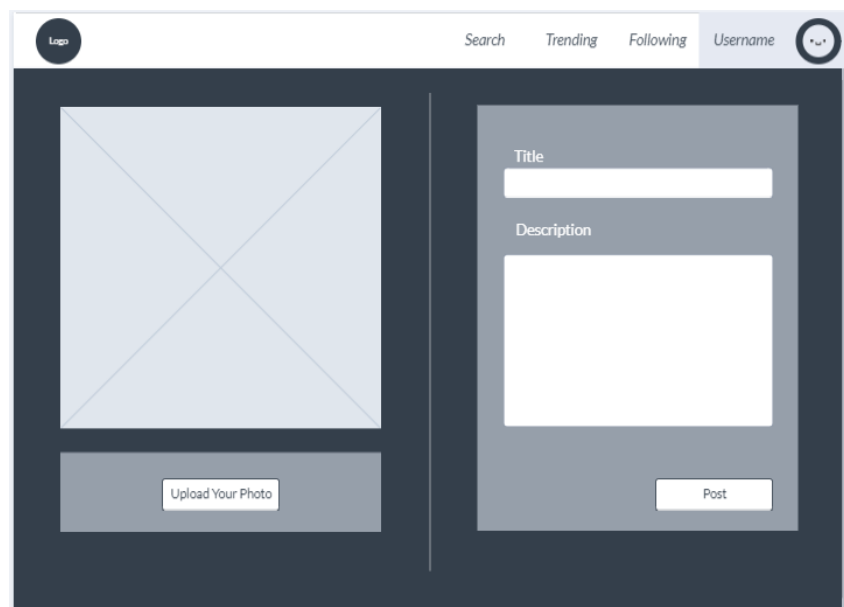 Logo
Search Trending Following Username
Title
Description
Upload Your Photo
Post